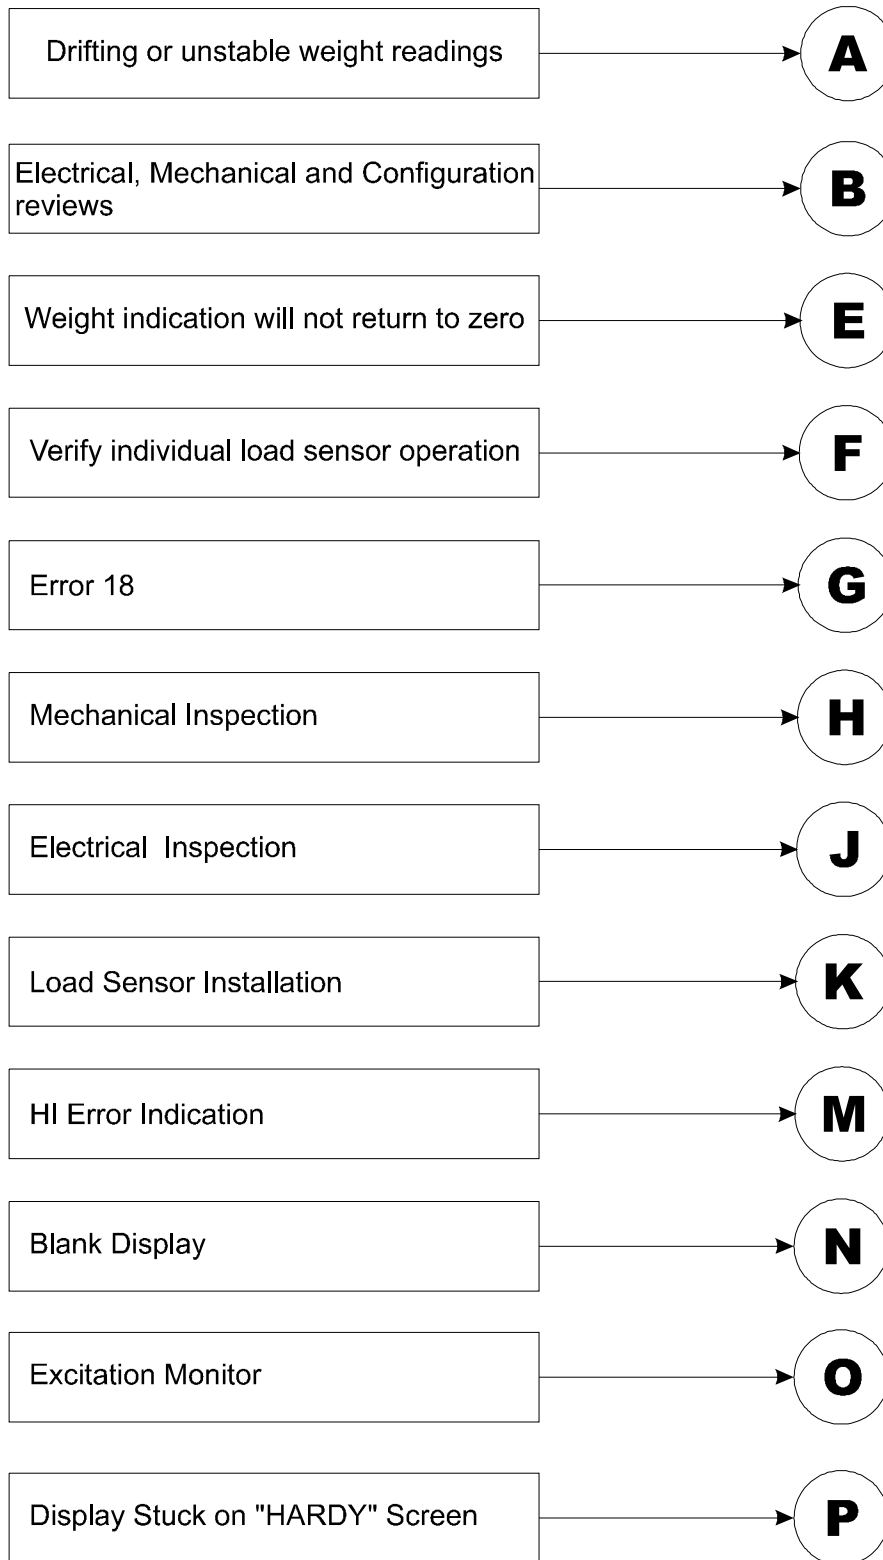 Drifting or unstable weight readings
A
Electrical, Mechanical and Configuration
reviews
B
Weight indication will not return to zero
E
Verify individual load sensor operation
F
Error 18
G
Mechanical Inspection
H
Electrical  Inspection
J
Load Sensor Installation
K
HI Error Indication
M
Blank Display
N
Excitation Monitor
O
Display Stuck on "HARDY" Screen
P